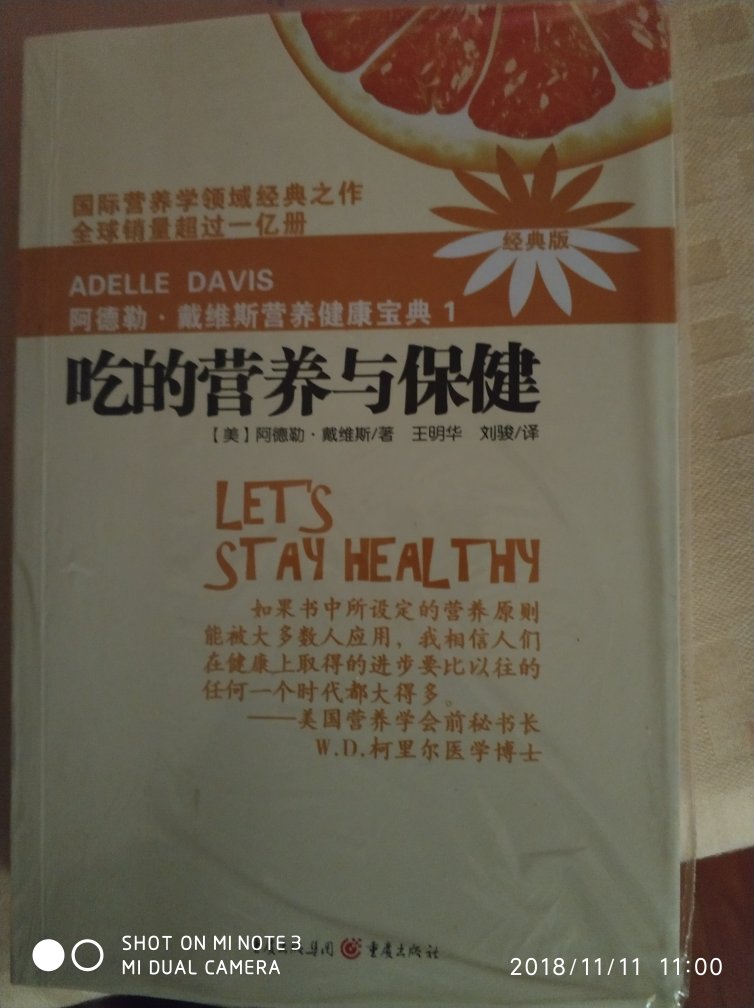 国际营养学领域经典之作
全球销量超过一亿册
经典版
ADELLE DAVIS
阿德勒·戴维斯营养健康宝典 1
吃的营养与保健
【美】阿德勒·戴维斯/著 王明华 刘骏/译
LET'S
STAY HEALTHY
如果书中所设定的营养原则
能被大多数人应用，我相信人们
在健康上取得的进步要比以往的
任何一个时代都大得多。
——美国营养学会前秘书长
W.D.柯里尔医学博士
集团 重庆出版社
SHOT ON MI NOTE 3
MI DUAL CAMERA
2018/11/11 11:00